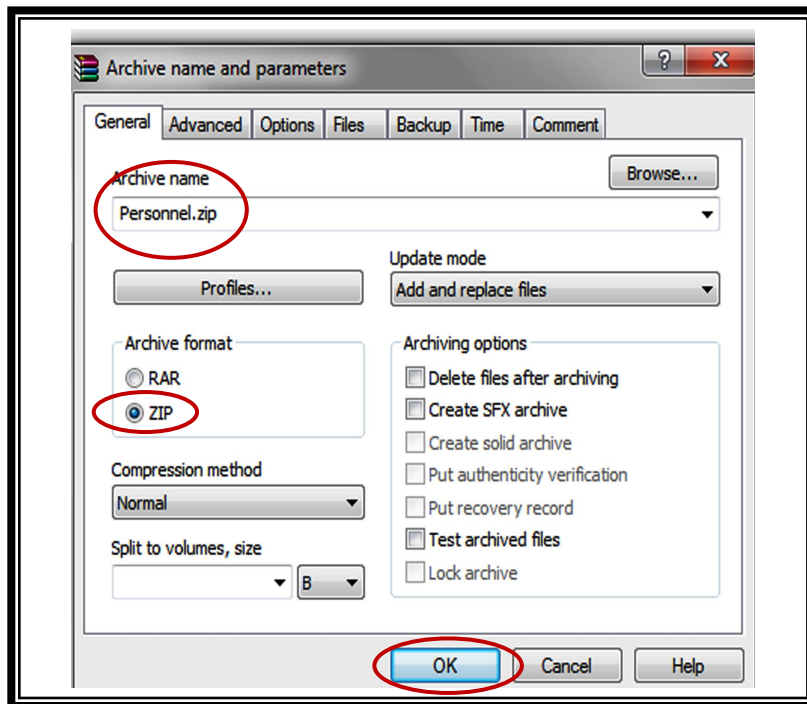 Archive name and parameters
?
X
General Advanced Options Files Backup Time Comment
Archive name
Browse...
Personnel.zip
Update mode
Profiles...
Add and replace files
Archive format
Archiving options
RAR
Delete files after archiving
ZIP
Create SFX archive
Create solid archive
Compression method
Put authenticity verification
Normal
Put recovery record
Split to volumes, size
Test archived files
B
Lock archive
OK Cancel Help